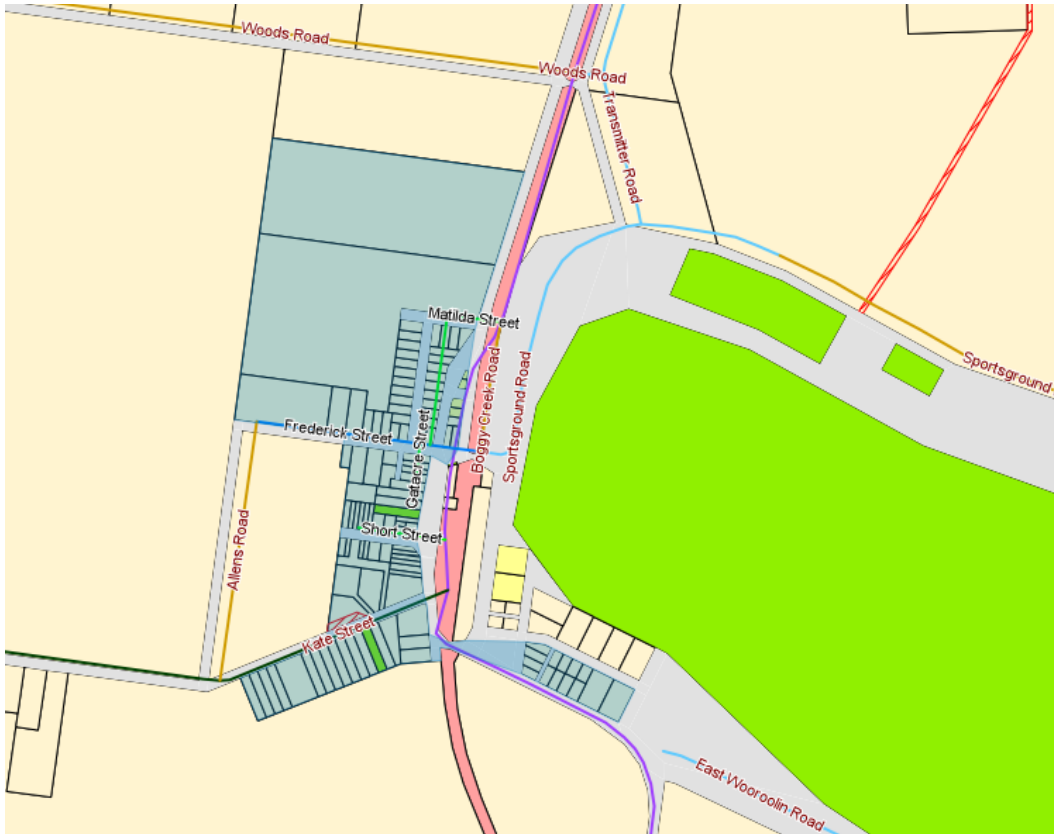 Woods Road
Woods Road
Transmitter Road
Matilda Street
Sportsground
Boggy Creek Road
Sportsground Road
Gatacre Street
Frederick Street
Short Street
Allens Road
Kate Street
East Wooroolin Road